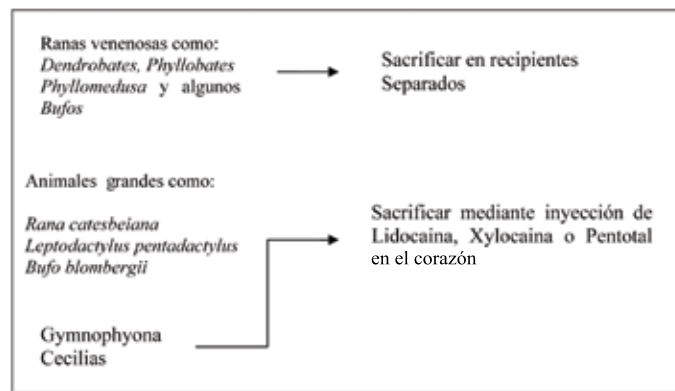 Ranas venenosas como:
Dendrobates, Phyllobates
Phyllomedusa y algunos
Bufos
Sacrificar en recipientes
Separados
Animales grandes como:
Rana catesbeiana
Leptodactylus pentadactylus
Bufo blombergii
Sacrificar mediante inyección de
Lidocaina, Xylocaina o Pentotal
en el corazón
Gymnophyona
Cecilias